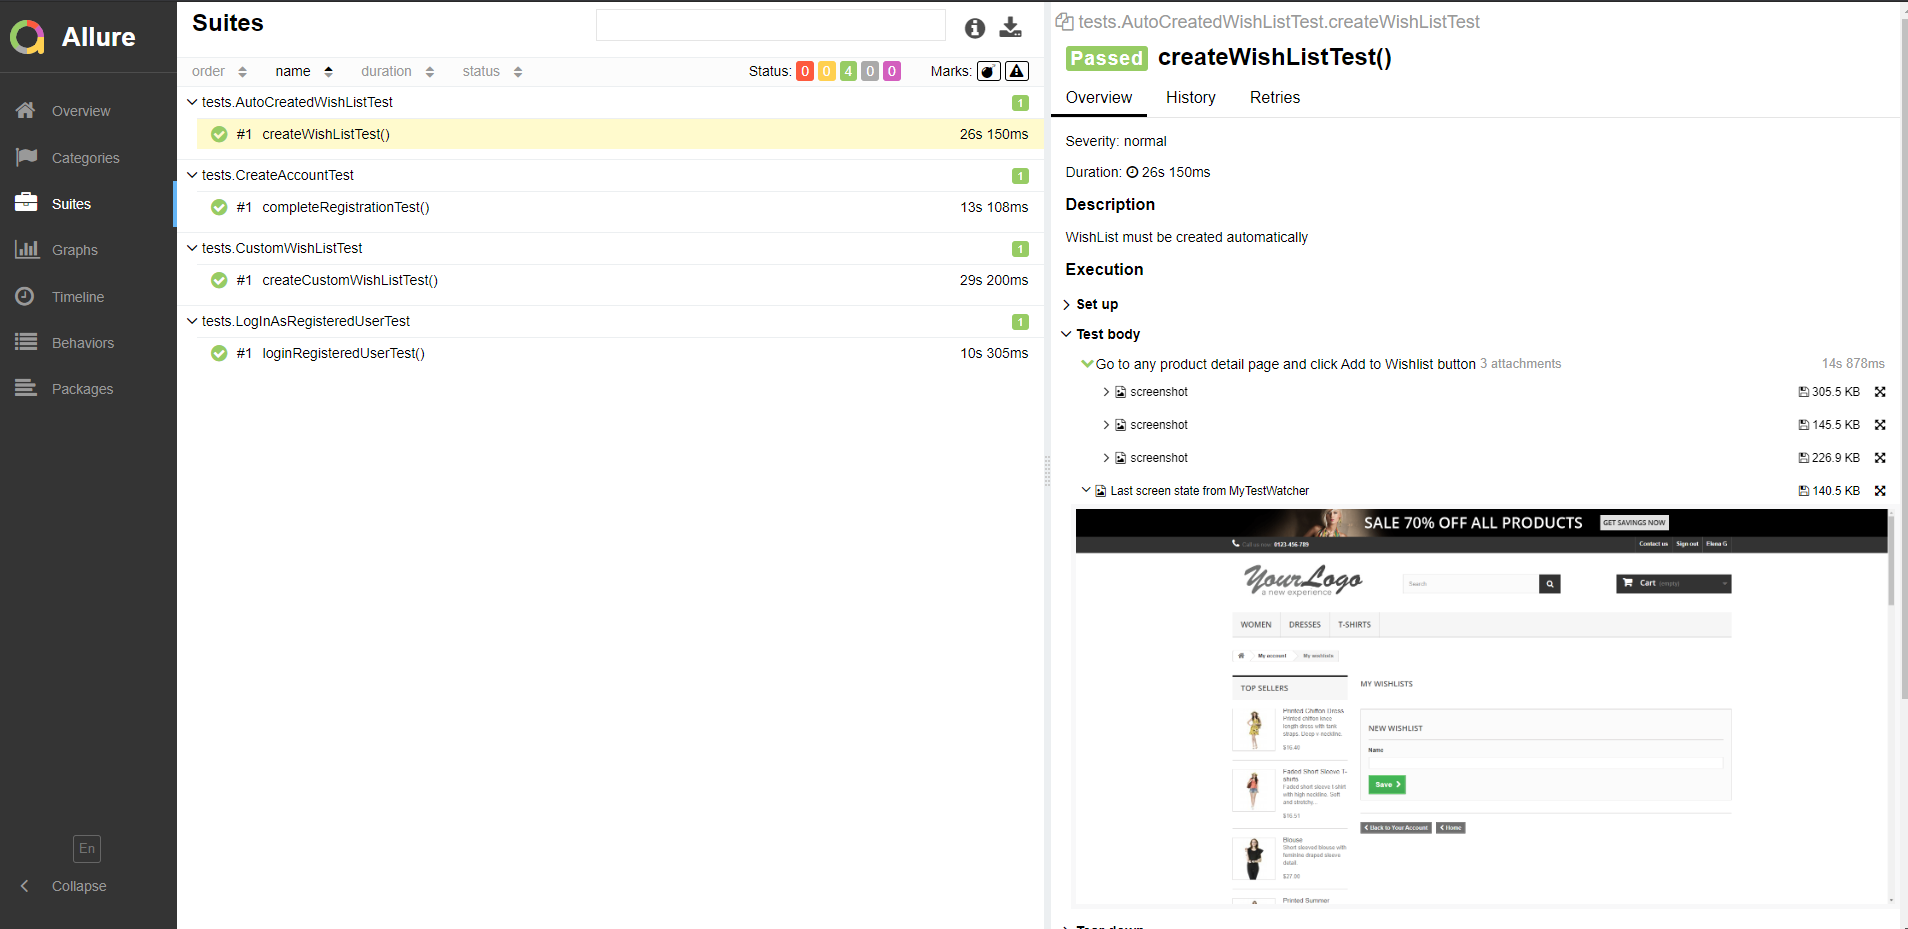 Allure
Overview
Categories
Suites
Graphs
Timeline
Behaviors
Packages
En
Collapse
Suites
order name duration status Status: 0 0 4 0 0 Marks:
tests.AutoCreatedWishListTest 1
#1 createWishListTest() 26s 150ms
tests.CreateAccountTest 1
#1 completeRegistrationTest() 13s 108ms
tests.CustomWishListTest 1
#1 createCustomWishListTest() 29s 200ms
tests.LogInAsRegisteredUserTest 1
#1 loginRegisteredUserTest() 10s 305ms
tests.AutoCreatedWishListTest.createWishListTest
Passed createWishListTest()
Overview History Retries
Severity: normal
Duration: 26s 150ms
Description
WishList must be created automatically
Execution
Set up
Test body
Go to any product detail page and click Add to Wishlist button 3 attachments 14s 878ms
screenshot 305.5 KB
screenshot 145.5 KB
screenshot 226.9 KB
Last screen state from MyTestWatcher 140.5 KB
SALE 70% OFF ALL PRODUCTS GET SAVINGS NOW
Call us now: 0123-456-789 Contact us Sign out Elena G
Your Logo
a new experience
Search
Cart (empty)
WOMEN DRESSES T-SHIRTS
My account My wishlists
TOP SELLERS
Printed Chiffon Dress
Printed chiffon knee
length dress with tank
straps. Deep v-neckline.
$16.40
Faded Short Sleeve T-
shirts
Faded short sleeve t-shirt
with high neckline. Soft
and stretchy...
$16.51
Blouse
Short sleeved blouse with
feminine draped sleeve
detail.
$27.00
Printed Summer
MY WISHLISTS
NEW WISHLIST
Name
Save
Back to Your Account Home
Tear down